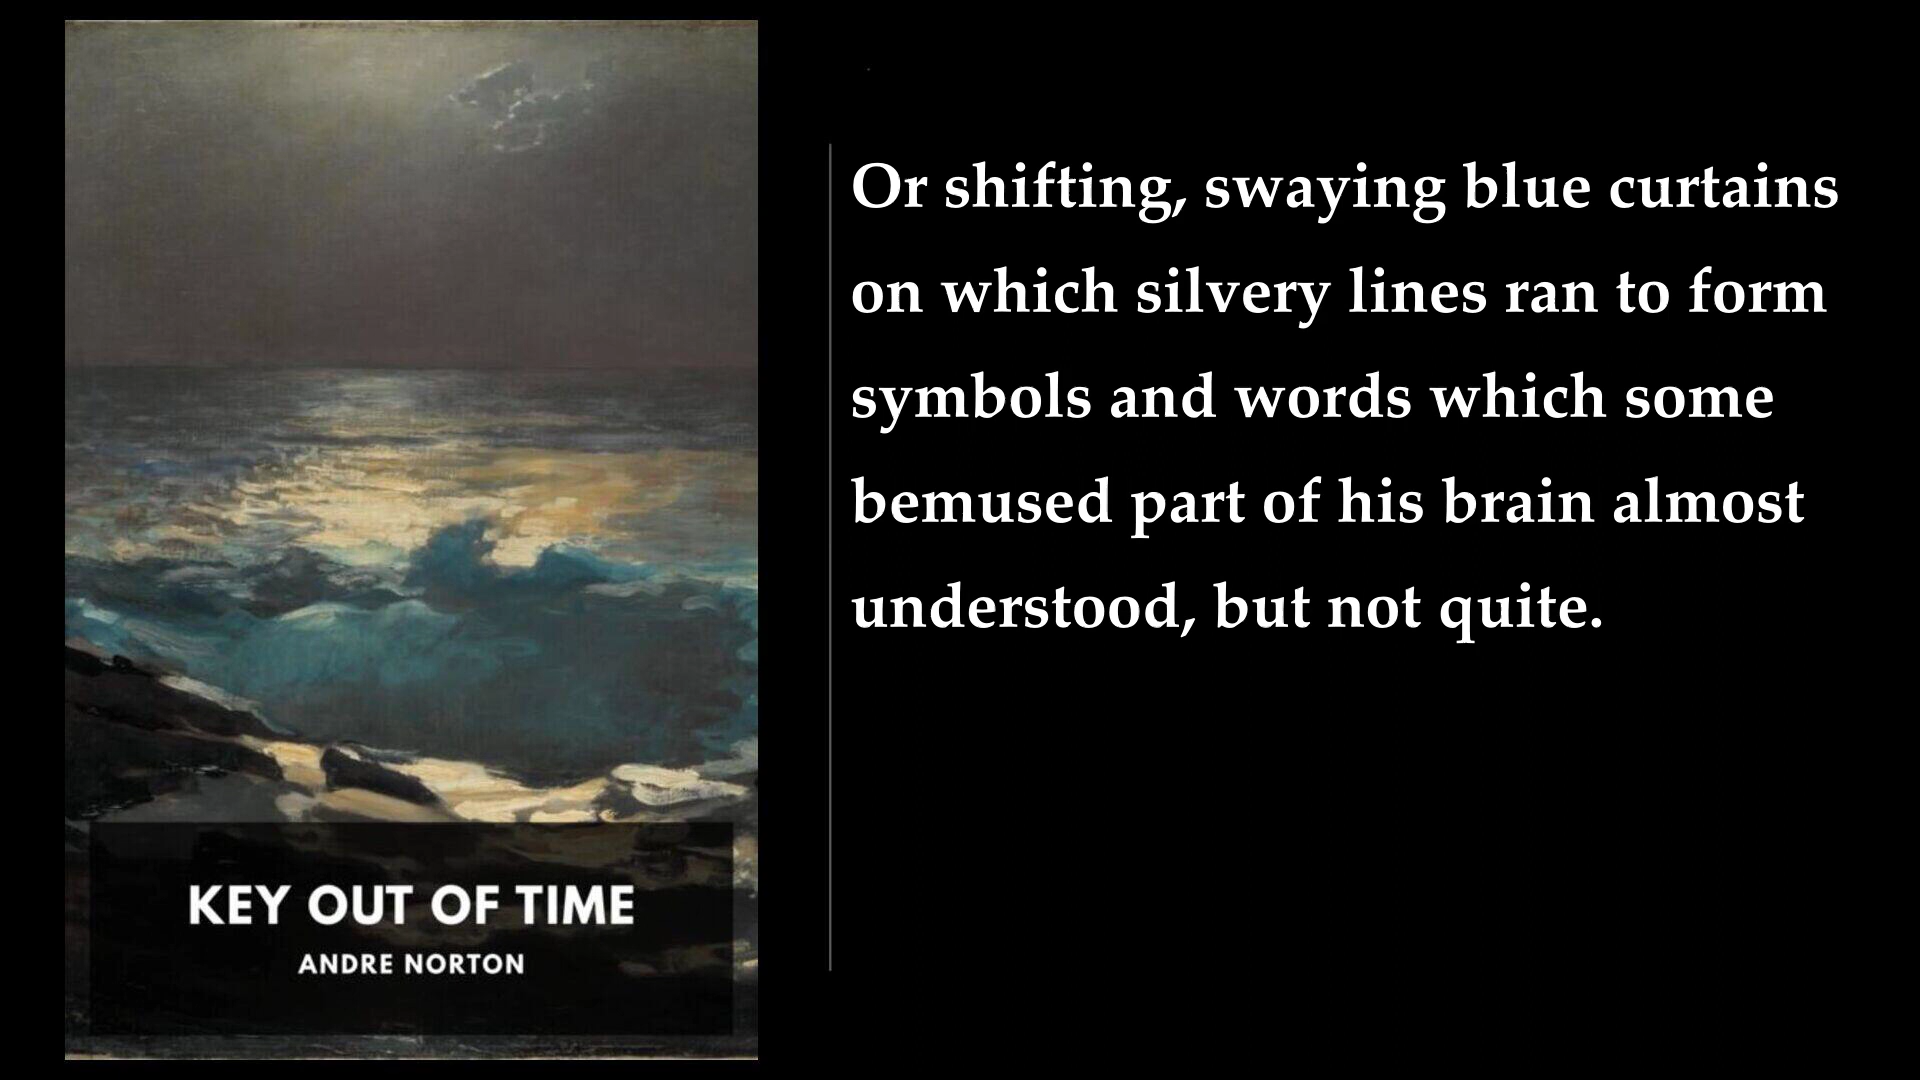 Or shifting, swaying blue curtains
on which silvery lines ran to form
symbols and words which some
bemused part of his brain almost
understood, but not quite.
KEY OUT OF TIME
ANDRE NORTON